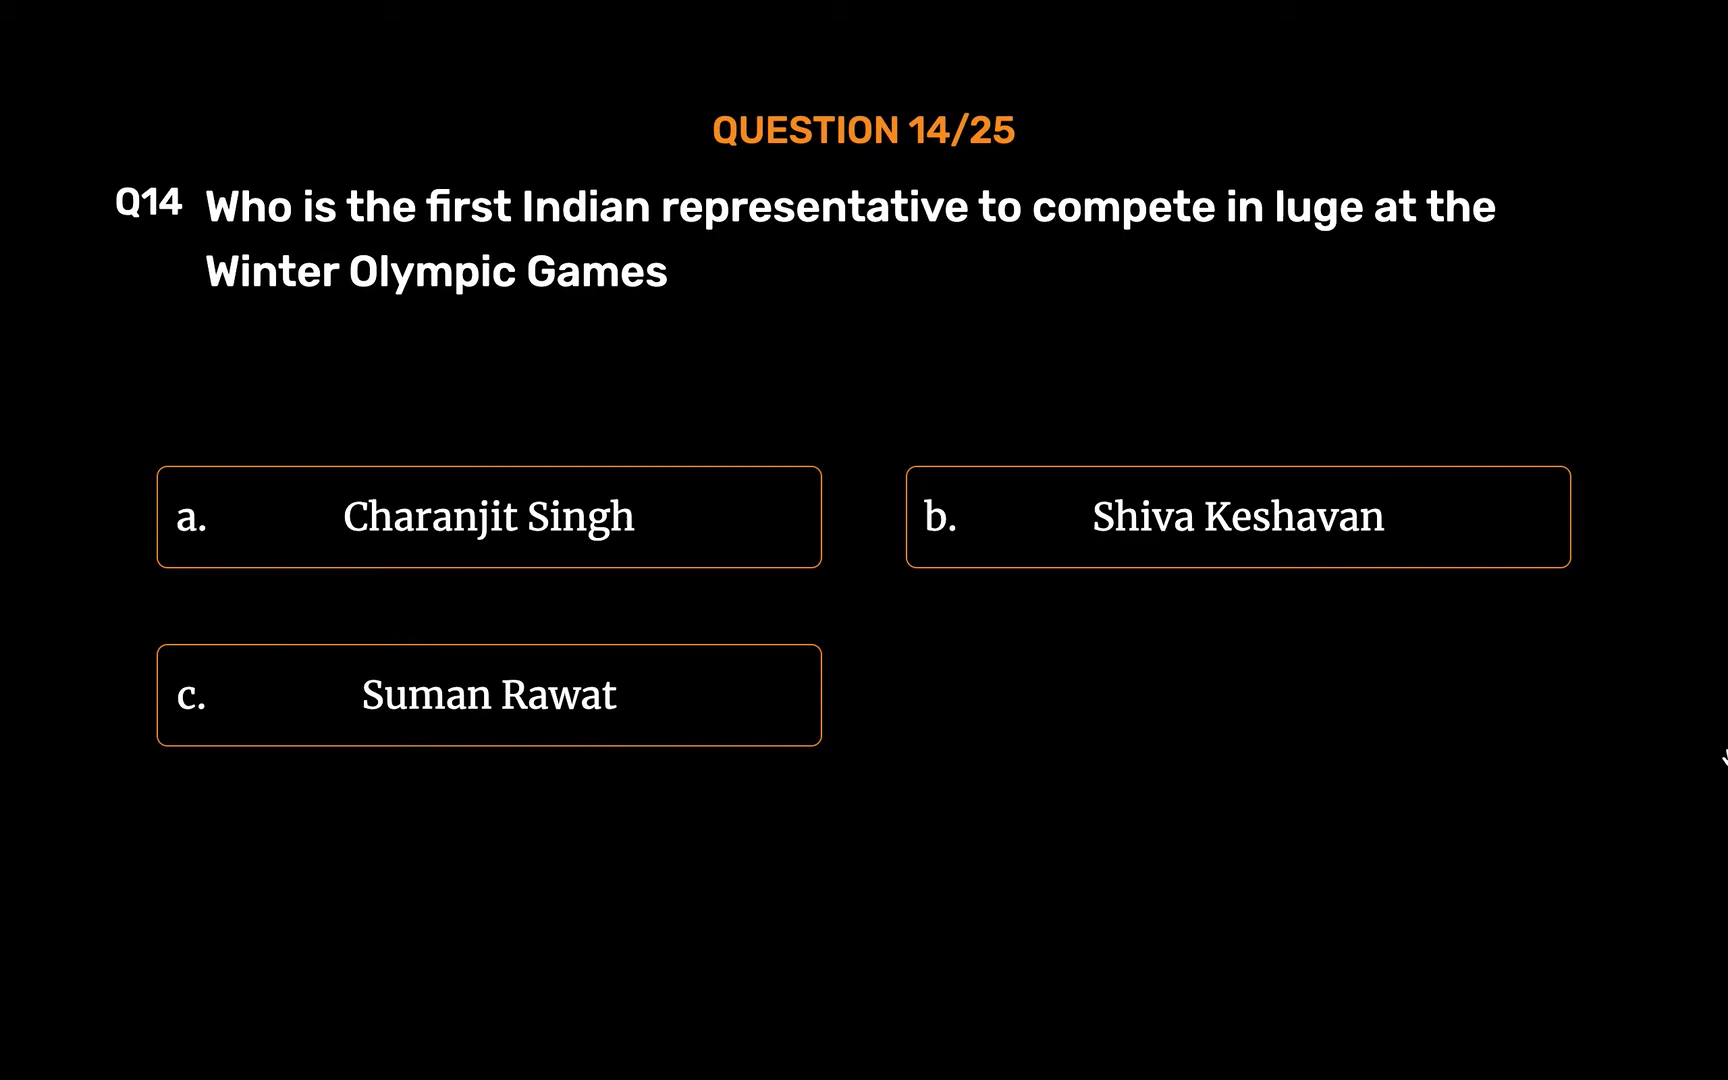 QUESTION 14/25
Q14 Who is the first Indian representative to compete in luge at the
Winter Olympic Games
a. Charanjit Singh
b. Shiva Keshavan
c. Suman Rawat